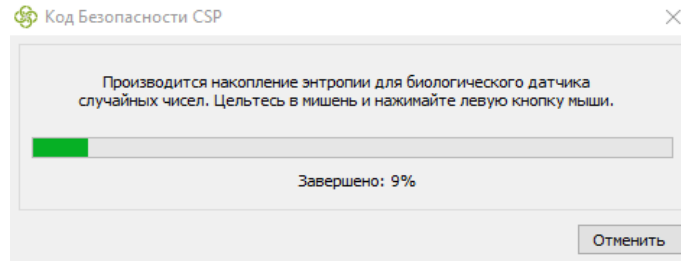 Код Безопасности CSP
Производится накопление энтропии для биологического датчика
случайных чисел. Цельтесь в мишень и нажимайте левую кнопку мыши.
Завершено: 9%
Отменить